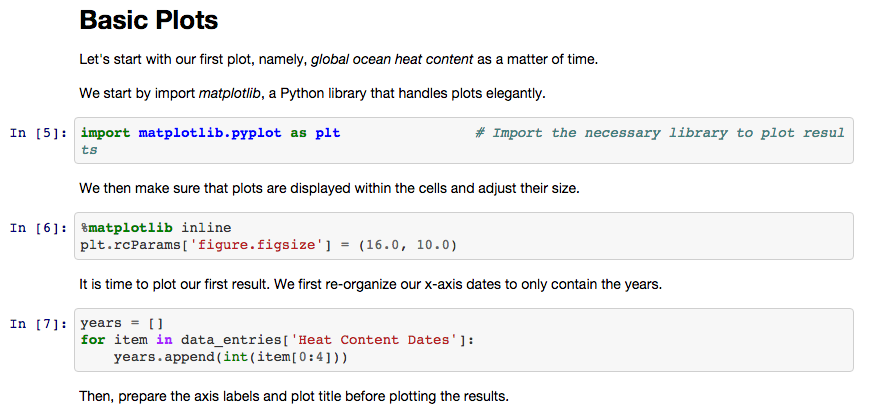 Basic Plots
Let's start with our first plot, namely, global ocean heat content as a matter of time.
We start by import matplotlib, a Python library that handles plots elegantly.
In [5]: import matplotlib.pyplot as plt                # Import the necessary library to plot resul
ts
We then make sure that plots are displayed within the cells and adjust their size.
In [6]: %matplotlib inline
plt.rcParams['figure.figsize'] = (16.0, 10.0)
It is time to plot our first result. We first re-organize our x-axis dates to only contain the years.
In [7]: years = []
for item in data_entries['Heat Content Dates']:
    years.append(int(item[0:4]))
Then, prepare the axis labels and plot title before plotting the results.